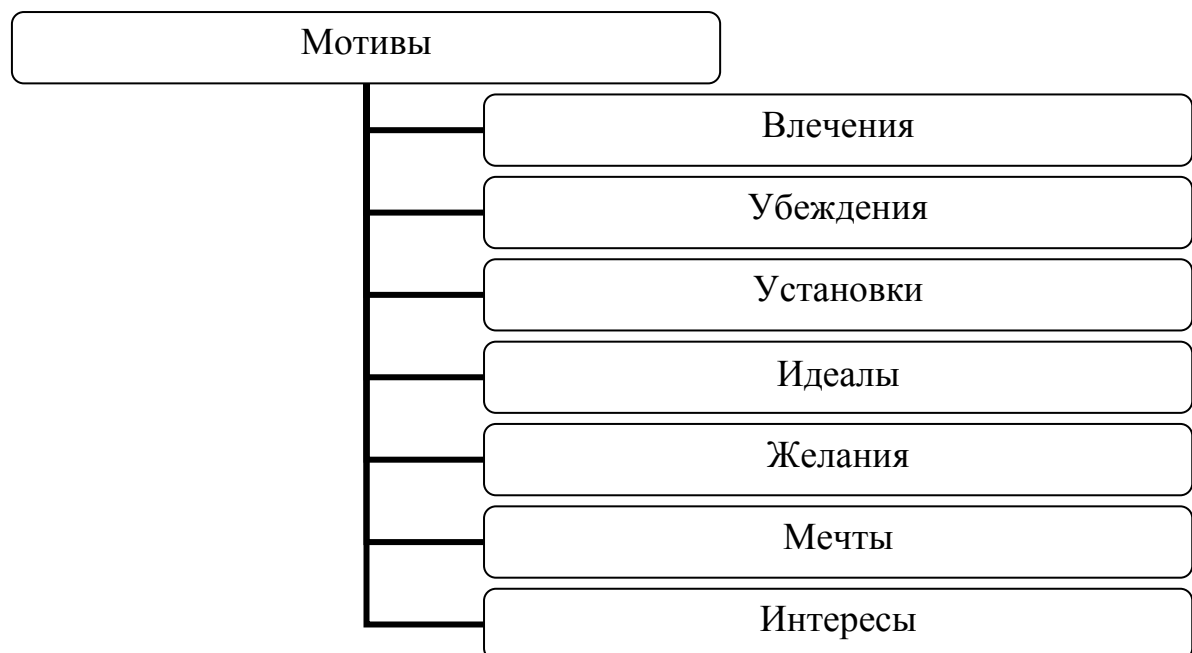 Мотивы
Влечения
Убеждения
Установки
Идеалы
Желания
Мечты
Интересы